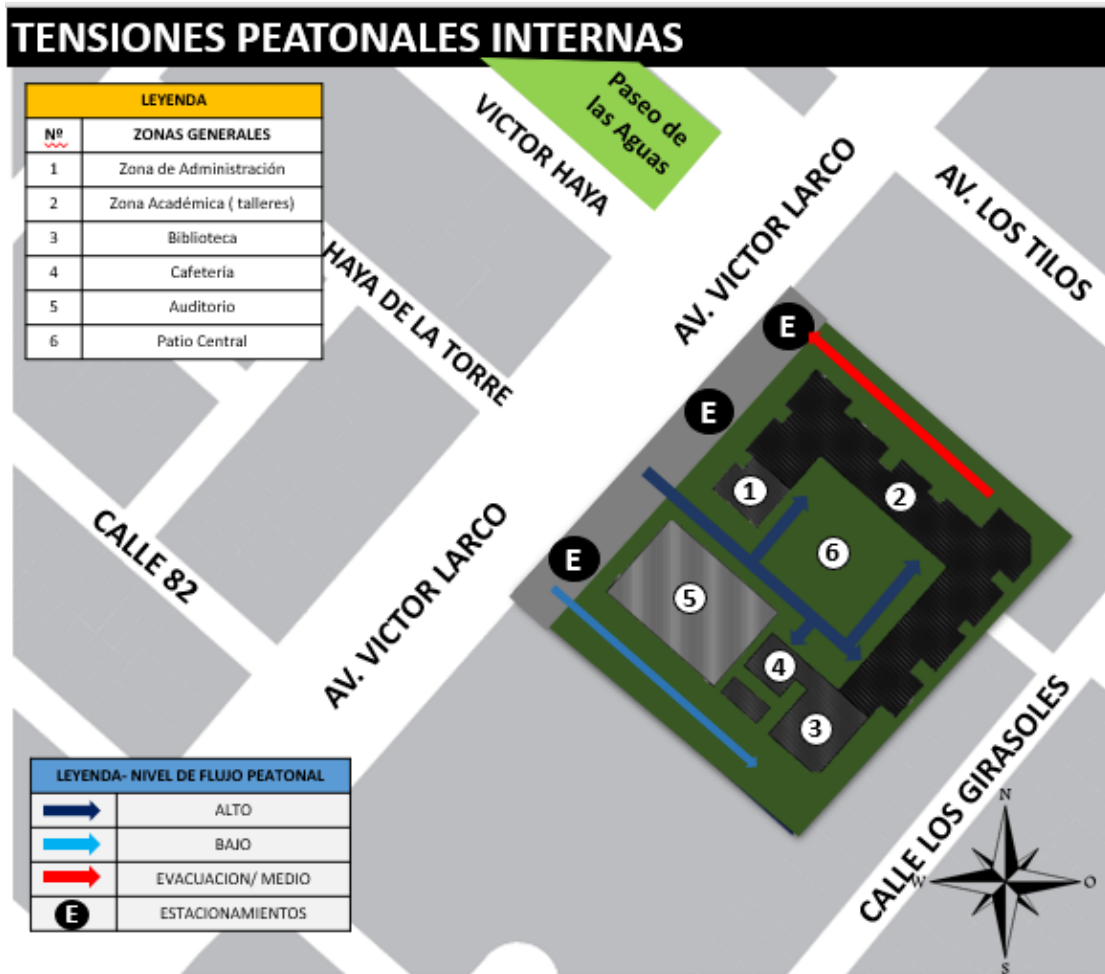 TENSIONES PEATONALES INTERNAS
LEYENDA
Nº ZONAS GENERALES
1 Zona de Administración
2 Zona Académica ( talleres)
3 Biblioteca
4 Cafetería
5 Auditorio
6 Patio Central
Paseo de
las Aguas
VICTOR HAYA
HAYA DE LA TORRE
AV. VICTOR LARCO
AV. LOS TILOS
E
E
E
1
2
6
5
4
3
CALLE 82
AV. VICTOR LARCO
CALLE LOS GIRASOLES
LEYENDA- NIVEL DE FLUJO PEATONAL
ALTO
BAJO
EVACUACION/ MEDIO
E ESTACIONAMIENTOS
N
W
O
S